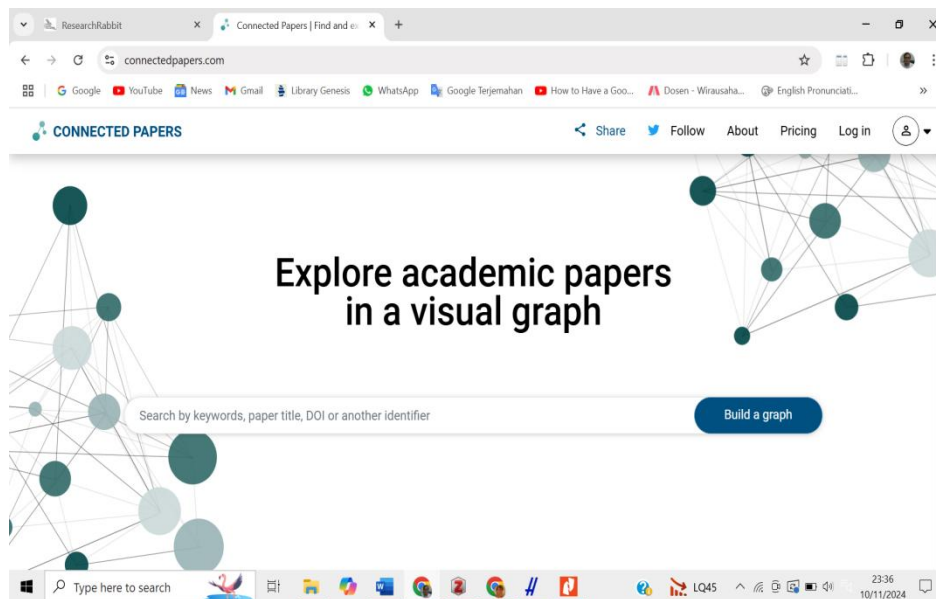 ResearchRabbit
Connected Papers | Find and ex
connectedpapers.com
Google YouTube News Gmail Library Genesis WhatsApp Google Terjemahan How to Have a Goo... Dosen - Wirausaha... English Pronunciati...
CONNECTED PAPERS Share Follow About Pricing Log in
Explore academic papers
in a visual graph
Search by keywords, paper title, DOI or another identifier Build a graph
Type here to search LQ45 23:36
10/11/2024